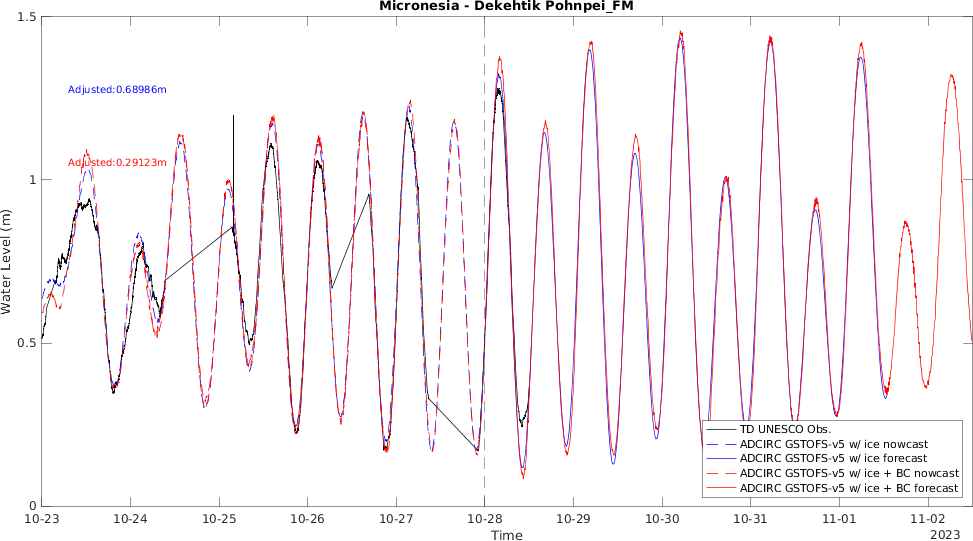 Micronesia - Dekehtik Pohnpei_FM
1.5
Adjusted:0.68986m
Adjusted:0.29123m
1
Water Level (m)
0.5
0
TD UNESCO Obs.
ADCIRC GSTOFS-v5 w/ ice nowcast
ADCIRC GSTOFS-v5 w/ ice forecast
ADCIRC GSTOFS-v5 w/ ice + BC nowcast
ADCIRC GSTOFS-v5 w/ ice + BC forecast
10-23 10-24 10-25 10-26 10-27 10-28 10-29 10-30 10-31 11-01 11-02
Time
2023